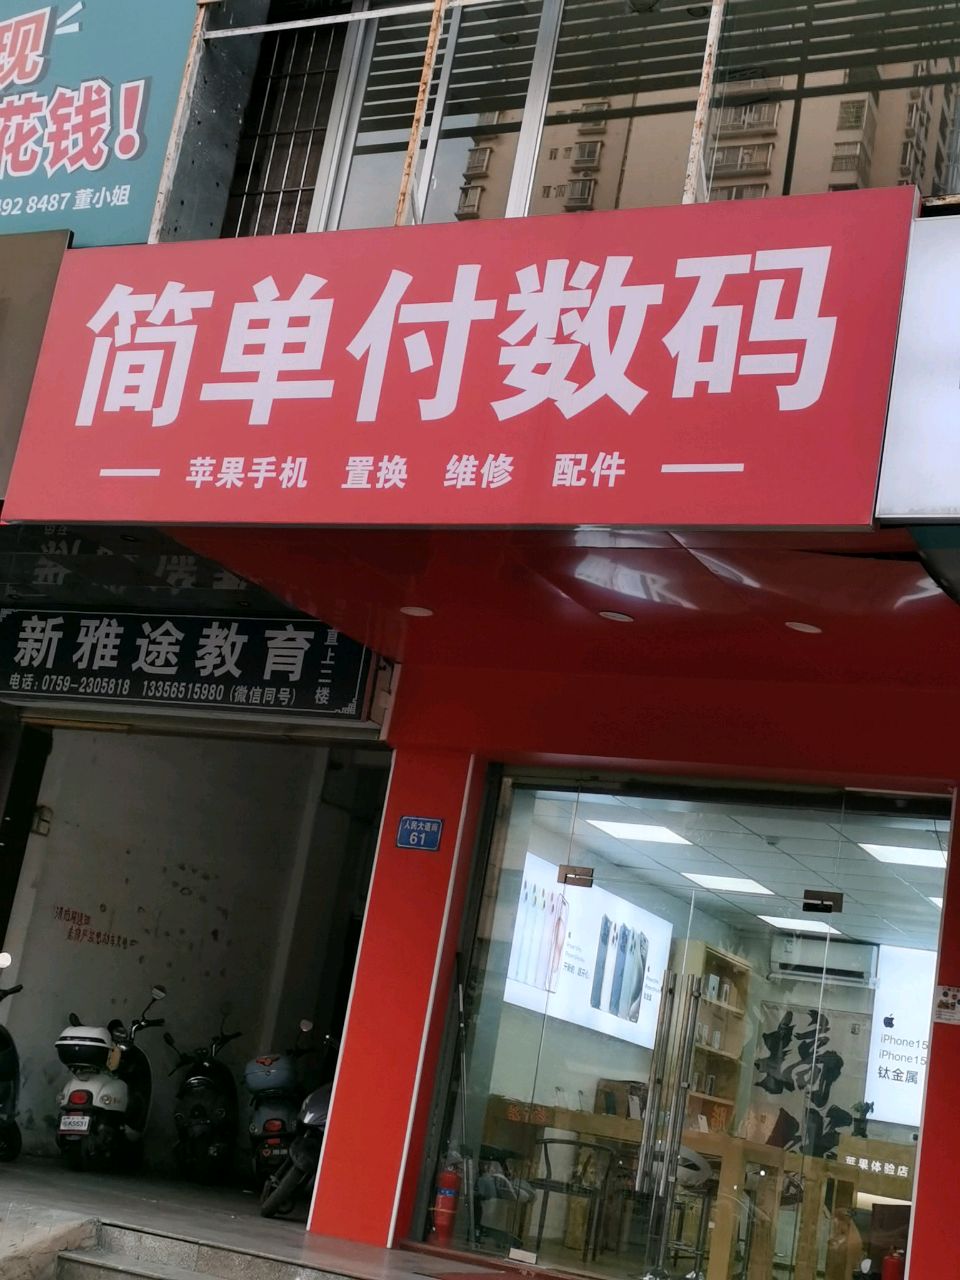 现
花钱!
92 8487 董小姐
简单付数码
苹果手机 置换 维修 配件
新雅途教育
直上二楼
电话:0759-2305818 13356515980(微信同号)
人民大道南
61
iPhone15
iPhone15
钛金属
搞
苹果体验店